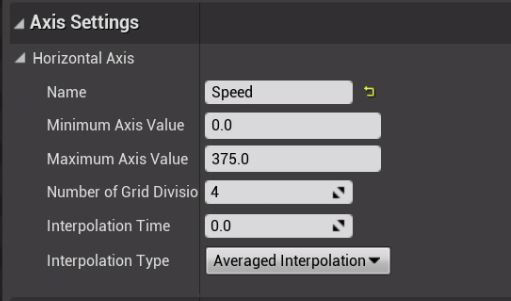 Axis Settings
Horizontal Axis
Name Speed
Minimum Axis Value 0.0
Maximum Axis Value 375.0
Number of Grid Divisio 4
Interpolation Time 0.0
Interpolation Type Averaged Interpolation